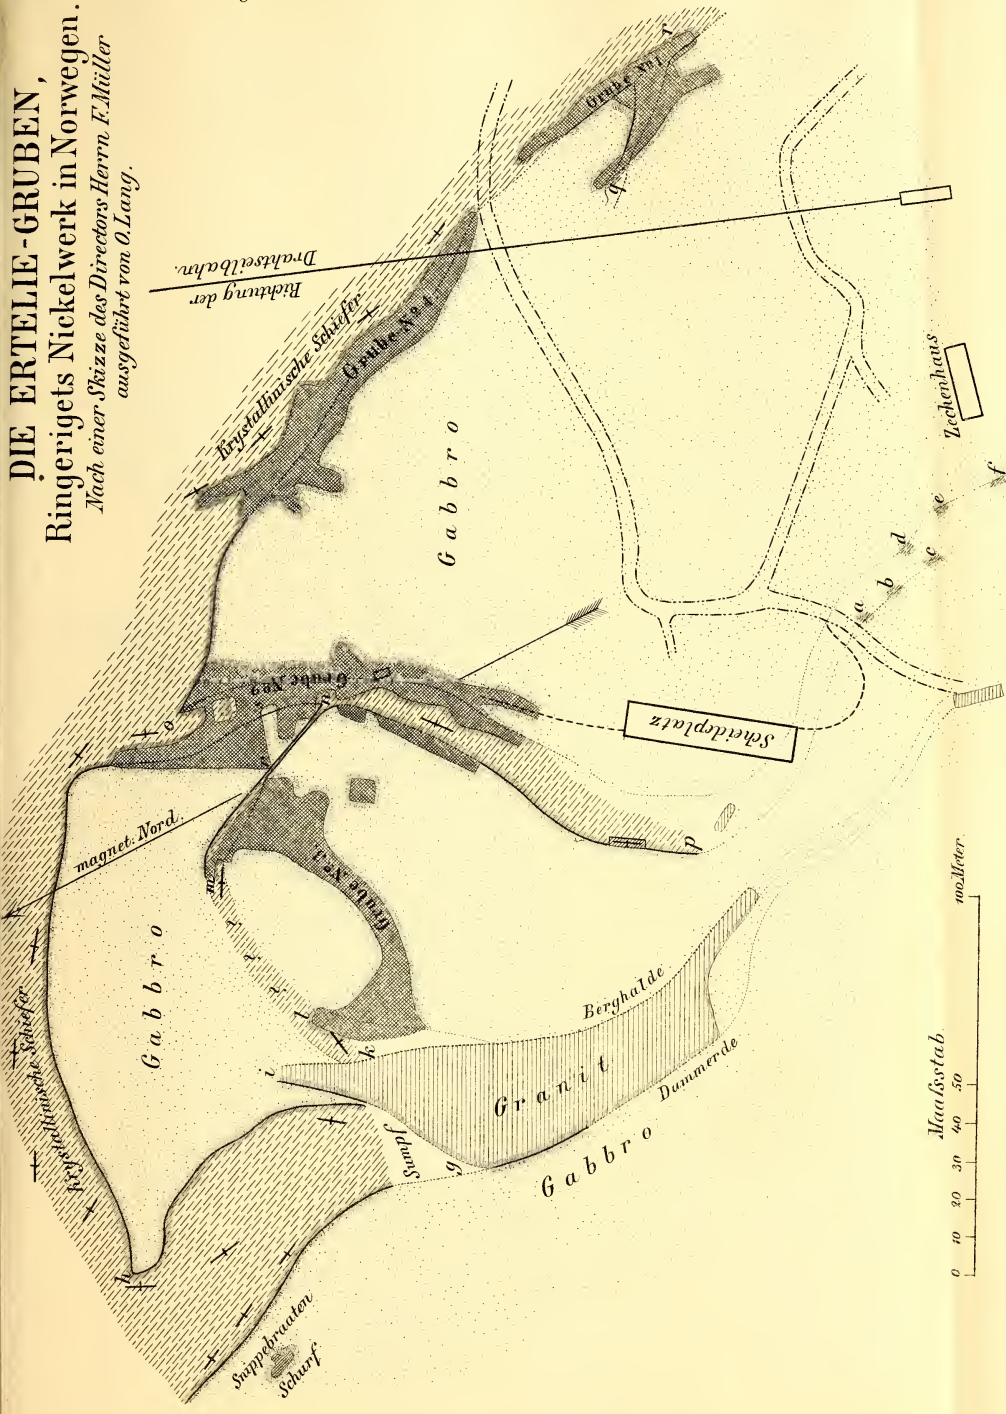 DIE ERTELIE-GRUBEN,
Ringerigets Nickelwerk in Norwegen.
Nach einer Skizze des Directors Herrn F. Müller
ausgeführt von O. Lang.
Krystallinische Schiefer
Snippebraaten
Schurf
h
Krystallinische Schiefer
Gabbro
magnet. Nord.
Sumpf
g
i
k
l
m
Grube No. 3.
Granit
Berghalde
Dammerde
Gabbro
o
n
Grube No. 2
p
Scheideplatz
Krystallinische Schiefer
Grube No. 4.
Gabbro
Richtung der
Drahtseilbahn.
Grube No. 1.
q
r
a
b
c
d
e
f
Zechenhaus
Maafsstab.
0 10 20 30 40 50 100 Meter.